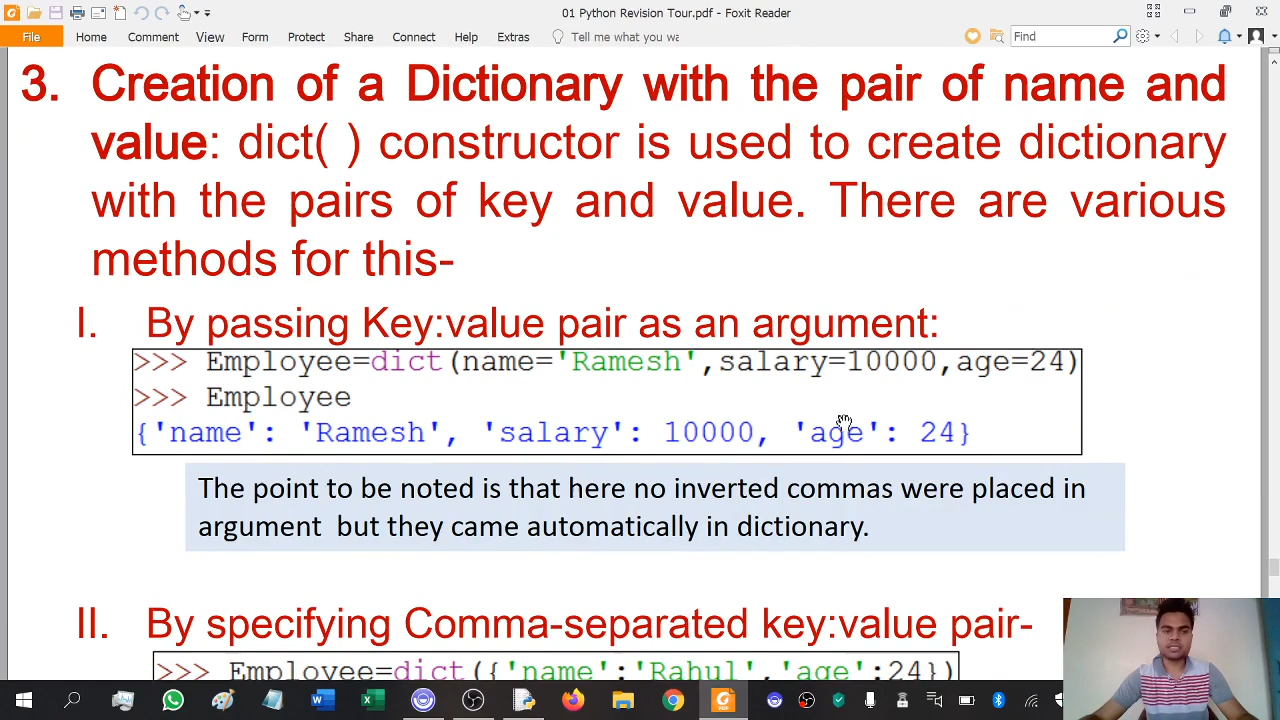 01 Python Revision Tour.pdf - Foxit Reader
File Home Comment View Form Protect Share Connect Help Extras Tell me what you wa Find
3. Creation of a Dictionary with the pair of name and
value: dict( ) constructor is used to create dictionary
with the pairs of key and value. There are various
methods for this-
I. By passing Key:value pair as an argument:
>>> Employee=dict(name='Ramesh',salary=10000,age=24)
>>> Employee
{'name': 'Ramesh', 'salary': 10000, 'age': 24}
The point to be noted is that here no inverted commas were placed in
argument but they came automatically in dictionary.
II. By specifying Comma-separated key:value pair-
>>> Employee=dict({'name':'Rahul','age':24})